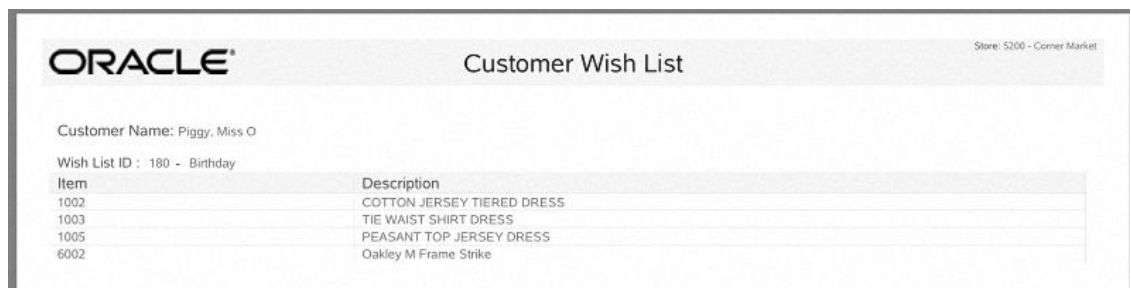 Store: 5200 - Corner Market
ORACLE Customer Wish List
Customer Name: Piggy, Miss O
Wish List ID : 180 - Birthday
Item Description
1002 COTTON JERSEY TIERED DRESS
1003 TIE WAIST SHIRT DRESS
1005 PEASANT TOP JERSEY DRESS
6002 Oakley M Frame Strike